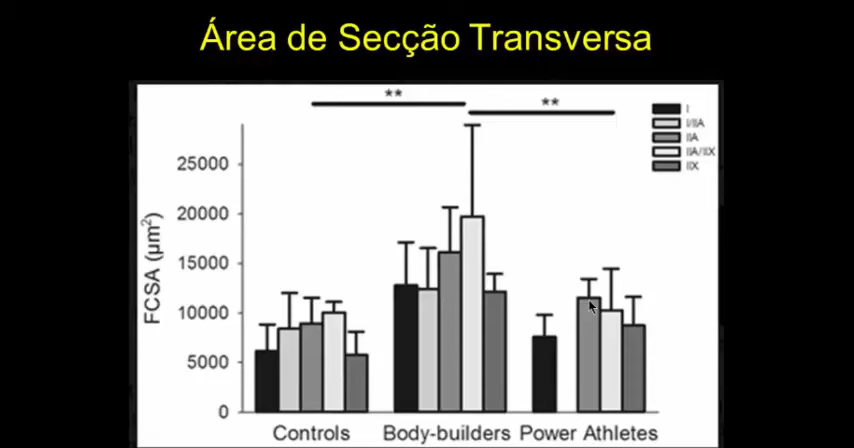 Área de Secção Transversa
** **
I
I/IIA
IIA
IIA/IIX
IIX
25000
20000
15000
10000
5000
0
FCSA (µm²)
Controls Body-builders Power Athletes